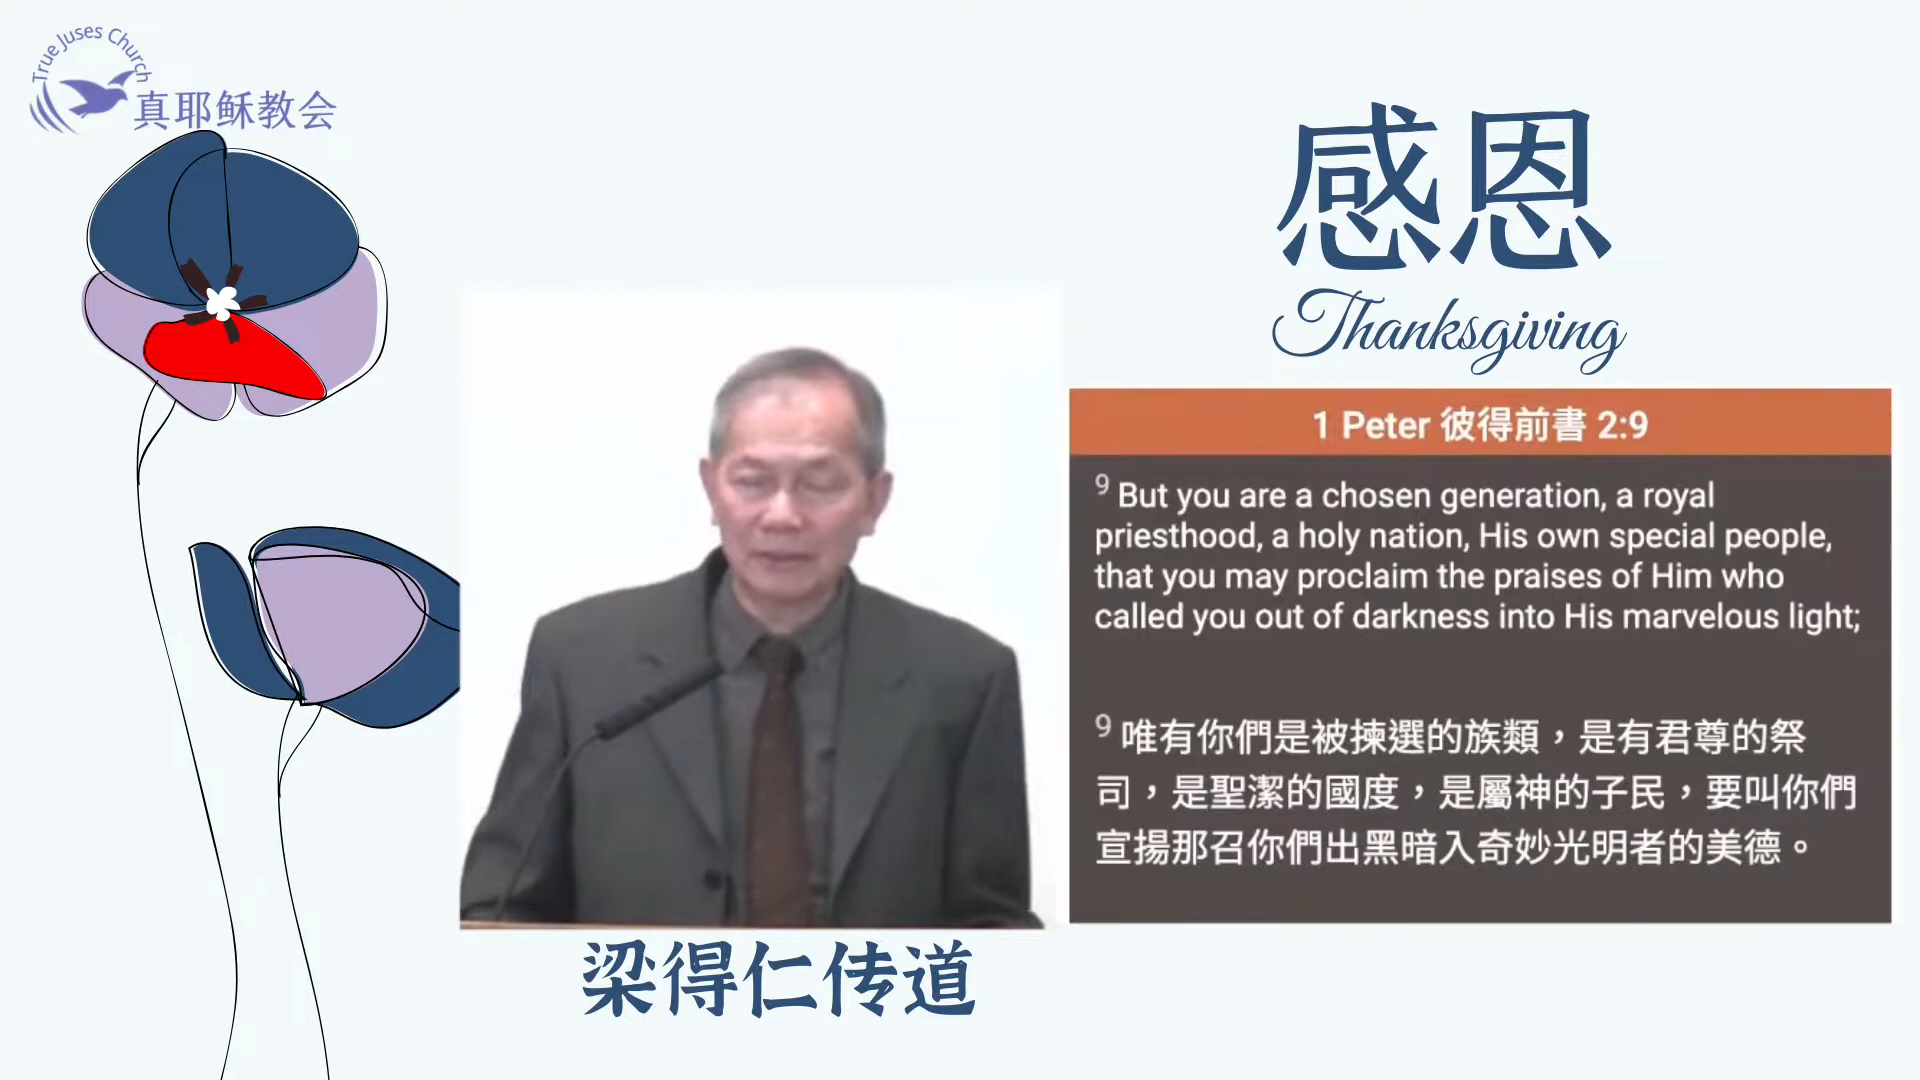 True Juses Church
真耶稣教会
感恩
Thanksgiving
1 Peter 彼得前書 2:9
9 But you are a chosen generation, a royal
priesthood, a holy nation, His own special people,
that you may proclaim the praises of Him who
called you out of darkness into His marvelous light;
9 唯有你們是被揀選的族類，是有君尊的祭
司，是聖潔的國度，是屬神的子民，要叫你們
宣揚那召你們出黑暗入奇妙光明者的美德。
梁得仁传道